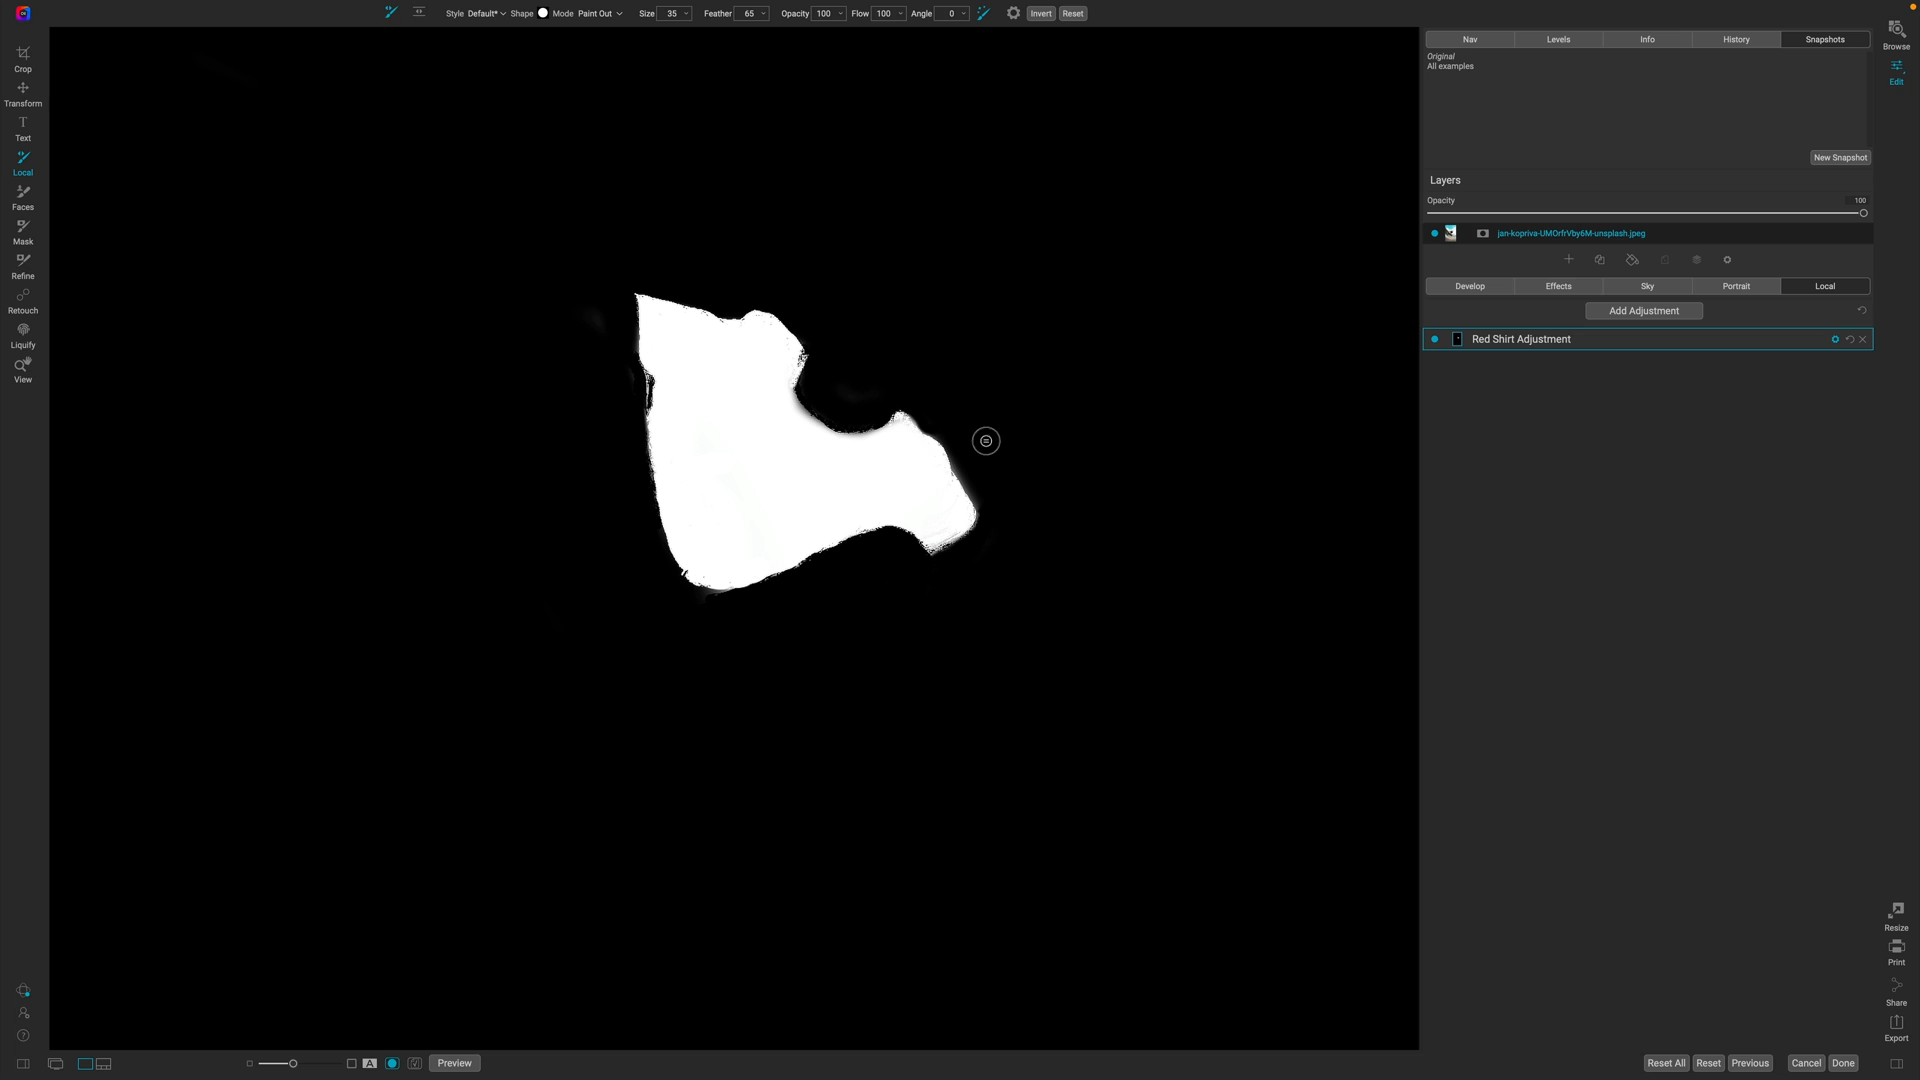 Style Default* Shape Mode Paint Out Size 35 Feather 65 Opacity 100 Flow 100 Angle 0 Invert Reset
Crop
Transform
Text
Local
Faces
Mask
Refine
Retouch
Liquify
View
Nav Levels Info History Snapshots
Original
All examples
New Snapshot
Layers
Opacity 100
jan-kopriva-UMOrfrVby6M-unsplash.jpeg
Develop Effects Sky Portrait Local
Add Adjustment
Red Shirt Adjustment
Browse
Edit
Resize
Print
Share
Export
A Preview
Reset All Reset Previous Cancel Done